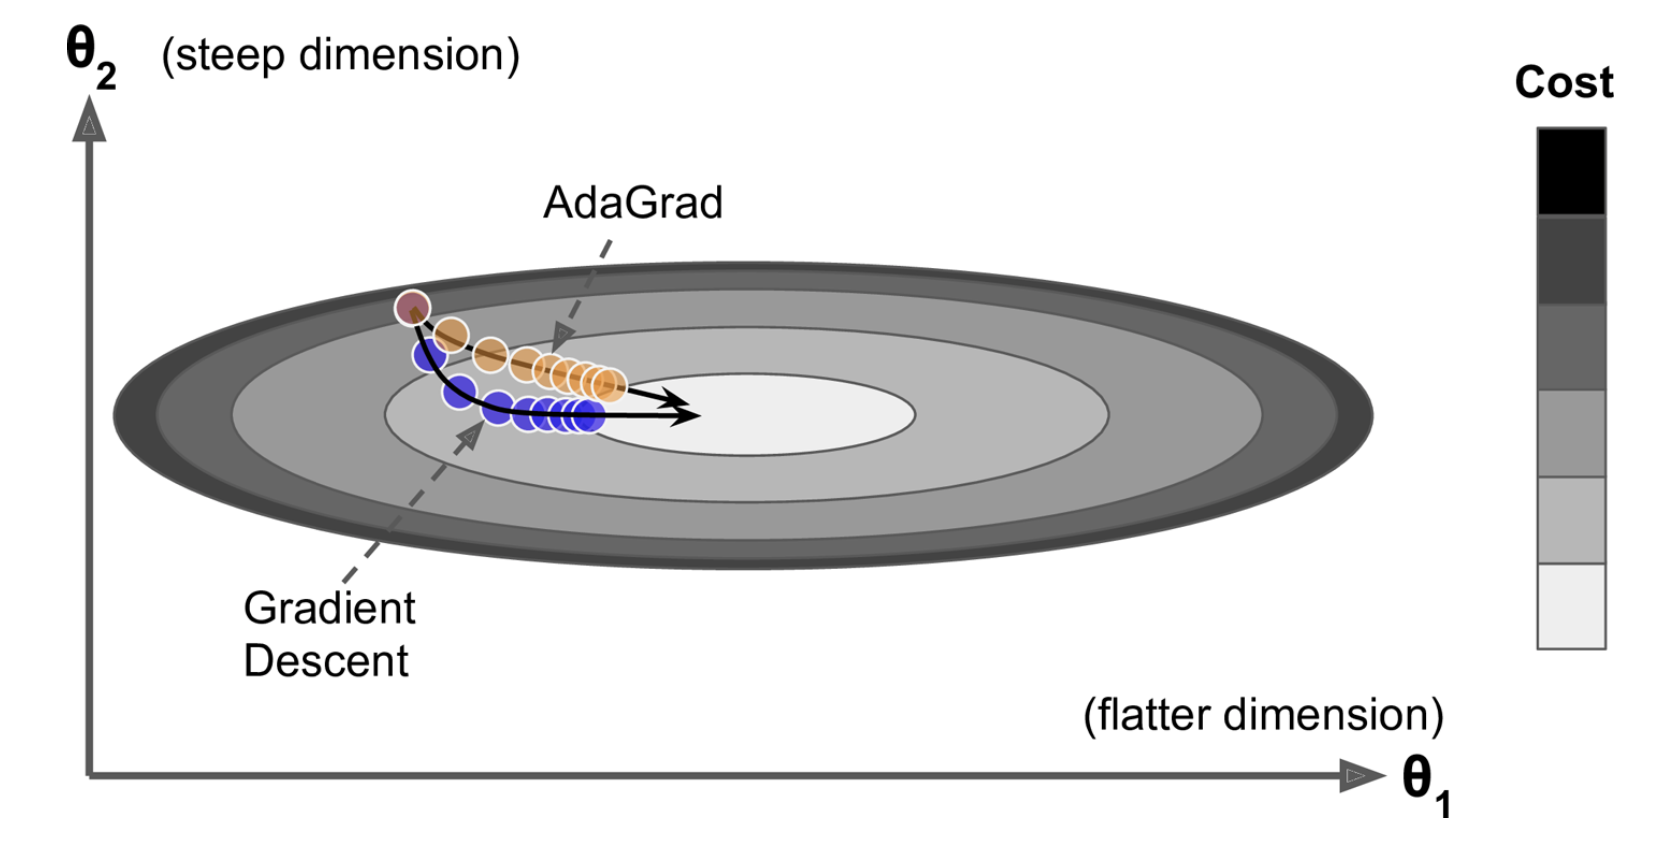 θ2 (steep dimension)
Cost
AdaGrad
Gradient
Descent
(flatter dimension)
θ1